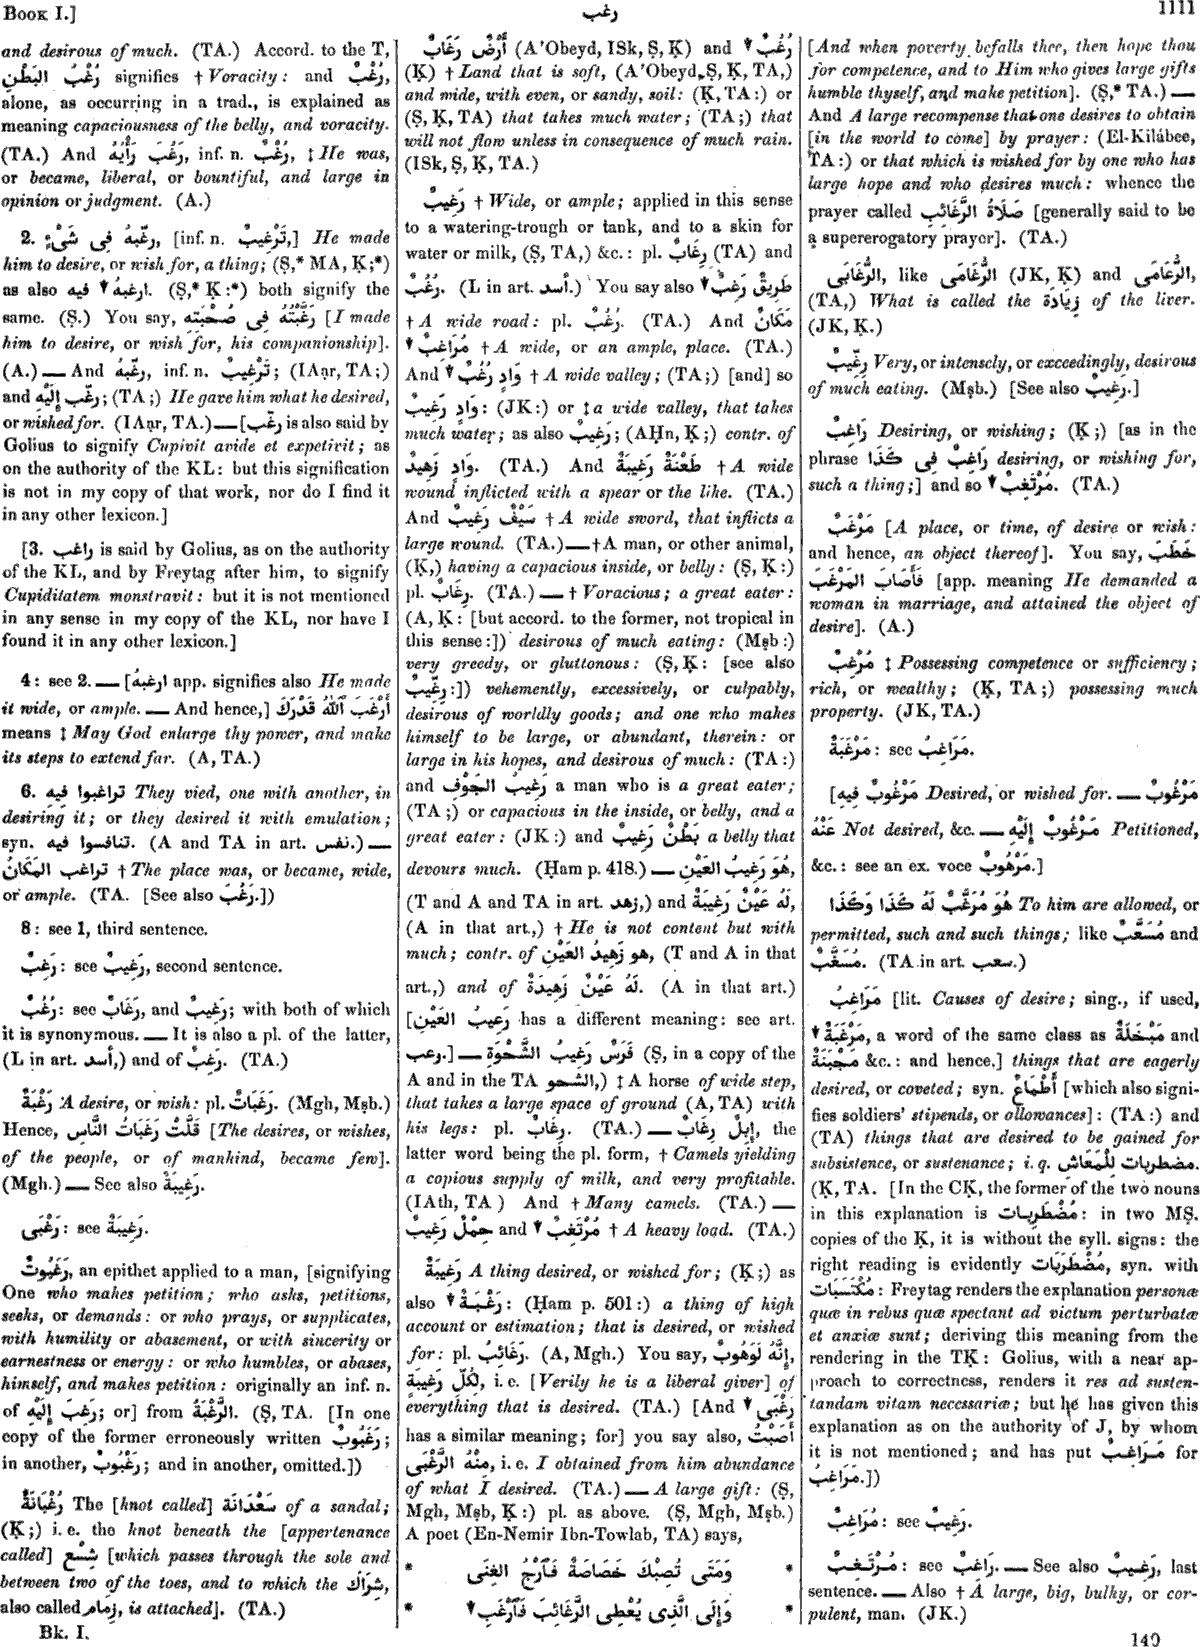 BOOK I.]
رغب
1111
and desirous of much. (TA.) Accord. to the T,
رُغْبُ البَطْنِ signifies † Voracity: and رُغْبٌ,
alone, as occurring in a trad., is explained as
meaning capaciousness of the belly, and voracity.
(TA.) And رَغُبَ رَأْيُهُ, inf. n. رُغْبٌ, ‡ He was,
or became, liberal, or bountiful, and large in
opinion or judgment. (A.)
2. رغّبهُ فِى شَىْءٍ, [inf. n. تَرْغِيبٌ,] He made
him to desire, or wish for, a thing; (Ṣ,* MA, Ḳ;*)
as also ارغبهُ ▼ فيه. (Ṣ,* Ḳ:*) both signify the
same. (Ṣ.) You say, رَغَّبْتُهُ فِى صُحْبَتِهِ [I made
him to desire, or wish for, his companionship].
(A.) — And رغّبهُ, inf. n. تَرْغِيبٌ; (IAạr, TA;)
and رغّب إِلَيْهِ; (TA;) He gave him what he desired,
or wished for. (IAạr, TA.) — [رغّب is also said by
Golius to signify Cupivit avide et expetivit; as
on the authority of the KL: but this signification
is not in my copy of that work, nor do I find it
in any other lexicon.]
[3. راغب is said by Golius, as on the authority
of the KL, and by Freytag after him, to signify
Cupiditatem monstravit: but it is not mentioned
in any sense in my copy of the KL, nor have I
found it in any other lexicon.]
4: see 2. — [ارغبهُ app. signifies also He made
it wide, or ample. — And hence,] أَرْغَبَ ٱللّٰهُ قَدْرَكَ
means ‡ May God enlarge thy power, and make
its steps to extend far. (A, TA.)
6. تراغبوا فِيهِ They vied, one with another, in
desiring it; or they desired it with emulation;
syn. تنافسوا فِيهِ. (A and TA in art. نفس.) —
تراغب المَكَانُ † The place was, or became, wide,
or ample. (TA. [See also رَغُبَ.])
8: see 1, third sentence.
رَغِبٌ: see رَغِيبٌ, second sentence.
رُغُبٌ: see رَغَابٌ, and رَغِيبٌ; with both of which
it is synonymous. — It is also a pl. of the latter,
(L in art. أسد,) and of رَغِبٌ. (TA.)
رَغْبَةٌ A desire, or wish: pl. رَغَبَاتٌ. (Mgh, Mṣb.)
Hence, قَلَّتْ رَغَبَاتُ النَّاسِ [The desires, or wishes,
of the people, or of mankind, became few].
(Mgh.) — See also رَغِيبَةٌ.
رَغْبَى: see رَغِيبَةٌ.
رَغَبُوتٌ, an epithet applied to a man, [signifying
One who makes petition; who asks, petitions,
seeks, or demands: or who prays, or supplicates,
with humility or abasement, or with sincerity or
earnestness or energy: or who humbles, or abases,
himself, and makes petition: originally an inf. n.
of رَغِبَ إِلَيْهِ; or] from الرَّغْبَةُ. (Ṣ, TA. [In one
copy of the former erroneously written رَغَبُوبٌ;
in another, رَغْبُوبٌ; and in another, omitted.])
رُغْبَانَةٌ The [knot called] سَعْدَانَة of a sandal;
(Ḳ;) i. e. the knot beneath the [appertenance
called] شِسْع [which passes through the sole and
between two of the toes, and to which the شِرَاك,
also called زِمَام, is attached]. (TA.)
Bk. I.
أَرْضٌ رَغَابٌ (A’Obeyd, ISk, Ṣ, Ḳ) and رُغُبٌ ▼
(Ḳ) † Land that is soft, (A’Obeyd, Ṣ, Ḳ, TA,)
and wide, with even, or sandy, soil: (Ḳ, TA:) or
(Ṣ, Ḳ, TA) that takes much water; (TA;) that
will not flow unless in consequence of much rain.
(ISk, Ṣ, Ḳ, TA.)
رَغِيبٌ † Wide, or ample; applied in this sense
to a watering-trough or tank, and to a skin for
water or milk, (Ṣ, TA,) &c.: pl. رِغَابٌ (TA) and
رُغُبٌ. (L in art. أسد.) You say also طَرِيقٌ رَغِبٌ ▼
† A wide road: pl. رُغُبٌ. (TA.) And مَكَانٌ
مُرَاغِبٌ ▼ † A wide, or an ample, place. (TA.)
And وَادٍ رُغُبٌ ▼ † A wide valley; (TA;) [and] so
وَادٍ رَغِيبٌ: (JK:) or ‡ a wide valley, that takes
much water; as also رَغِيبٌ; (AḤn, Ḳ;) contr. of
وَادٍ زَهِيدٌ. (TA.) And طَعْنَةٌ رَغِيبَةٌ † A wide
wound inflicted with a spear or the like. (TA.)
And سَيْفٌ رَغِيبٌ † A wide sword, that inflicts a
large wound. (TA.) — † A man, or other animal,
(Ḳ,) having a capacious inside, or belly: (Ṣ, Ḳ:)
pl. رِغَابٌ. (TA.) — † Voracious; a great eater:
(A, Ḳ: [but accord. to the former, not tropical in
this sense:]) desirous of much eating: (Mṣb:)
very greedy, or gluttonous: (Ṣ, Ḳ: [see also
رِغِّيبٌ:]) vehemently, excessively, or culpably,
desirous of worldly goods; and one who makes
himself to be large, or abundant, therein: or
large in his hopes, and desirous of much: (TA:)
and رَغِيبُ الجَوْفِ a man who is a great eater;
(TA;) or capacious in the inside, or belly, and a
great eater: (JK:) and بَطْنٌ رَغِيبٌ a belly that
devours much. (Ḥam p. 418.) — هُوَ رَغِيبُ العَيْنِ,
(T and A and TA in art. زهد,) and لَهُ عَيْنٌ رَغِيبَةٌ,
(A in that art.,) † He is not content but with
much; contr. of هو زَهِيدُ العَيْنِ, (T and A in that
art.,) and of لَهُ عَيْنٌ زَهِيدَةٌ. (A in that art.)
[رَعِيبُ العَيْنِ has a different meaning: see art.
رعب.] — فَرَسٌ رَغِيبُ الشَّحْوَةِ (Ṣ, in a copy of the
A and in the TA الشحو,) ‡ A horse of wide step,
that takes a large space of ground (A, TA) with
his legs: pl. رِغَابٌ. (TA.) — إِبِلٌ رِغَابٌ, the
latter word being the pl. form, † Camels yielding
a copious supply of milk, and very profitable.
(IAth, TA ) And † Many camels. (TA.) —
حِمْلٌ رَغِيبٌ and مُرْتَغِبٌ ▼ † A heavy load. (TA.)
رَغِيبَةٌ A thing desired, or wished for; (Ḳ;) as
also رَغْبَةٌ ▼: (Ḥam p. 501:) a thing of high
account or estimation; that is desired, or wished
for: pl. رَغَائِبُ. (A, Mgh.) You say, إِنَّهُ لَوَهُوبٌ
لِكُلِّ رَغِيبَةٍ, i. e. [Verily he is a liberal giver] of
everything that is desired. (TA.) [And رَغْبَى ▼
has a similar meaning; for] you say also, أَصَبْتُ
مِنْهُ الرَّغْبَى, i. e. I obtained from him abundance
of what I desired. (TA.) — A large gift: (Ṣ,
Mgh, Mṣb, Ḳ:) pl. as above. (Ṣ, Mgh, Mṣb.)
A poet (En-Nemir Ibn-Towlab, TA) says,
* وَمَتَى تُصِبْكَ خَصَاصَةٌ فَٱرْجُ الغِنَى *
* وَإِلَى الَّذِى يُعْطِى الرَّغَائِبَ فَٱرْغَبِ ▼ *
[And when poverty befalls thee, then hope thou
for competence, and to Him who gives large gifts
humble thyself, and make petition]. (Ṣ,* TA.) —
And A large recompense that one desires to obtain
[in the world to come] by prayer: (El-Kilábee,
TA:) or that which is wished for by one who has
large hope and who desires much: whence the
prayer called صَلَاةُ الرَّغَائِبِ [generally said to be
a supererogatory prayer]. (TA.)
الرُّغَابَى, like الرُّغَامَى (JK, Ḳ) and الرُّعَامَى,
(TA,) What is called the زِيَادَة of the liver.
(JK, Ḳ.)
رِغِّيبٌ Very, or intensely, or exceedingly, desirous
of much eating. (Mṣb.) [See also رَغِيبٌ.]
رَاغِبٌ Desiring, or wishing; (Ḳ;) [as in the
phrase رَاغِبٌ فِى كَذَا desiring, or wishing for,
such a thing;] and so مُرْتَغِبٌ ▼. (TA.)
مَرْغَبٌ [A place, or time, of desire or wish:
and hence, an object thereof]. You say, خَطَبَ
فَأَصَابَ المَرْغَبَ [app. meaning He demanded a
woman in marriage, and attained the object of
desire]. (A.)
مُرْغِبٌ ‡ Possessing competence or sufficiency;
rich, or wealthy; (Ḳ, TA;) possessing much
property. (JK, TA.)
مَرْغَبَةٌ: see مَرَاغِبُ.
[مَرْغُوبٌ فِيهِ Desired, or wished for. — مَرْغُوبٌ
عَنْهُ Not desired, &c. — مَرْغُوبٌ إِلَيْهِ Petitioned,
&c.: see an ex. voce مَرْهُوبٌ.]
هُوَ مُرَغَّبٌ لَهُ كَذَا وَكَذَا To him are allowed, or
permitted, such and such things; like مُسَعَّبٌ and
مُسَغَّبٌ. (TA in art. سعب.)
مَرَاغِبُ [lit. Causes of desire; sing., if used,
مَرْغَبَةٌ ▼, a word of the same class as مَبْخَلَةٌ and
مَجْبَنَةٌ &c.: and hence,] things that are eagerly
desired, or coveted; syn. أَطْمَاعٌ [which also signi-
fies soldiers’ stipends, or allowances]: (TA:) and
(TA) things that are desired to be gained for
subsistence, or sustenance; i. q. مضطربات لِلْمَعَاشِ.
(Ḳ, TA. [In the CḲ, the former of the two nouns
in this explanation is مُضْطَرِبات: in two MṢ.
copies of the Ḳ, it is without the syll. signs: the
right reading is evidently مُضْطَرَبَات, syn. with
مُكْتَسَبَات: Freytag renders the explanation personæ
quæ in rebus quæ spectant ad victum perturbatæ
et anxiæ sunt; deriving this meaning from the
rendering in the TḲ: Golius, with a near ap-
proach to correctness, renders it res ad susten-
tandam vitam necessariæ; but he has given this
explanation as on the authority of J, by whom
it is not mentioned; and has put مَرَاغِبٌ for
مَرَاغِبُ.])
مُرَاغِبٌ: see رَغِيبٌ.
مُرْتَغِبٌ: see رَاغِبٌ. — See also رَغِيبٌ, last
sentence. — Also † A large, big, bulky, or cor-
pulent, man. (JK.)
140